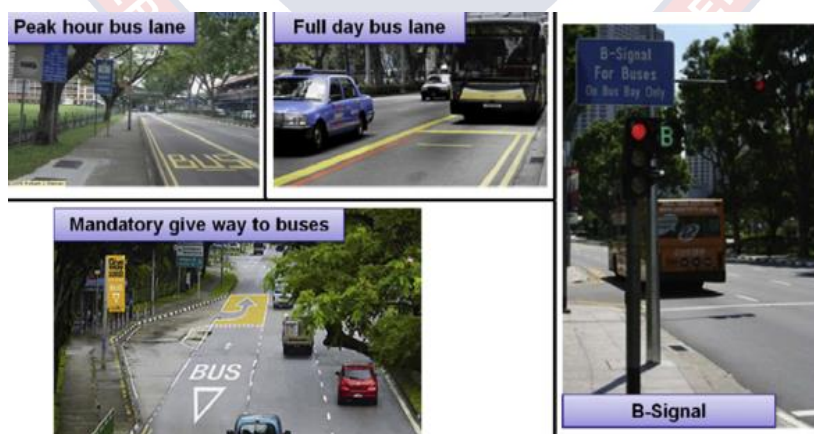 Peak hour bus lane
BUS
Full day bus lane
Mandatory give way to buses
BUS
B-Signal
For Buses
On Bus Bay Only
B
B-Signal